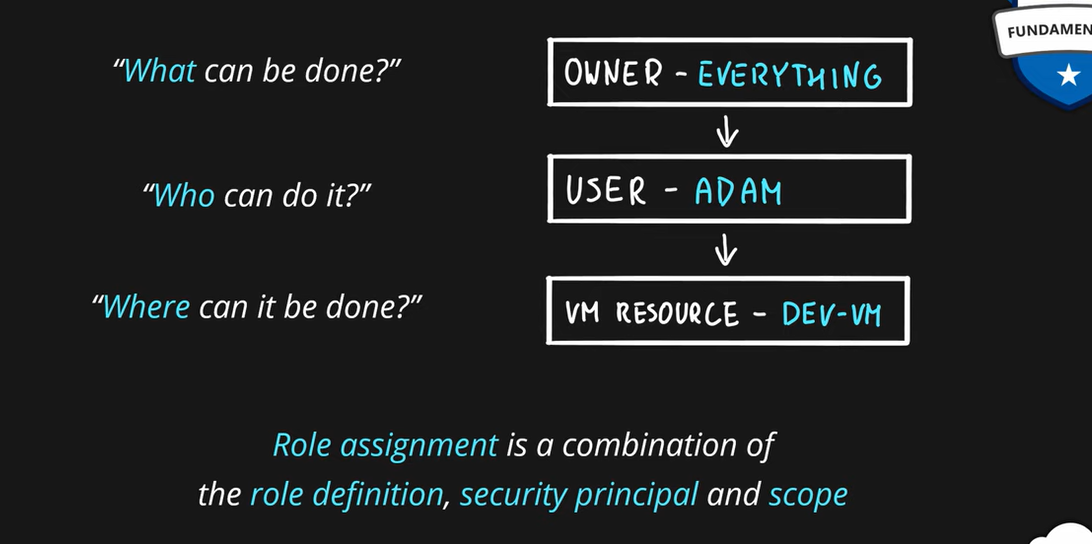 FUNDAMEN
“What can be done?”
OWNER - EVERYTHING
“Who can do it?”
USER - ADAM
“Where can it be done?”
VM RESOURCE - DEV-VM
Role assignment is a combination of
the role definition, security principal and scope